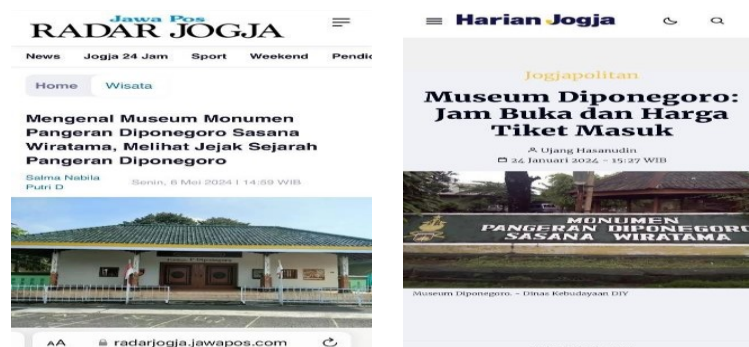 Jawa Pos
RADAR JOGJA
News Jogja 24 Jam Sport Weekend Pendid
Home Wisata
Mengenal Museum Monumen
Pangeran Diponegoro Sasana
Wiratama, Melihat Jejak Sejarah
Pangeran Diponegoro
Salma Nabila
Putri D
Senin, 6 Mei 2024 | 14:59 WIB
AA radarjogja.jawapos.com
Harian Jogja
Jogjapolitan
Museum Diponegoro:
Jam Buka dan Harga
Tiket Masuk
Ujang Hasanudin
24 Januari 2024 - 15:27 WIB
MONUMEN
PANGERAN DIPONEGORO
SASANA WIRATAMA
Museum Diponegoro. - Dinas Kebudayaan DIY